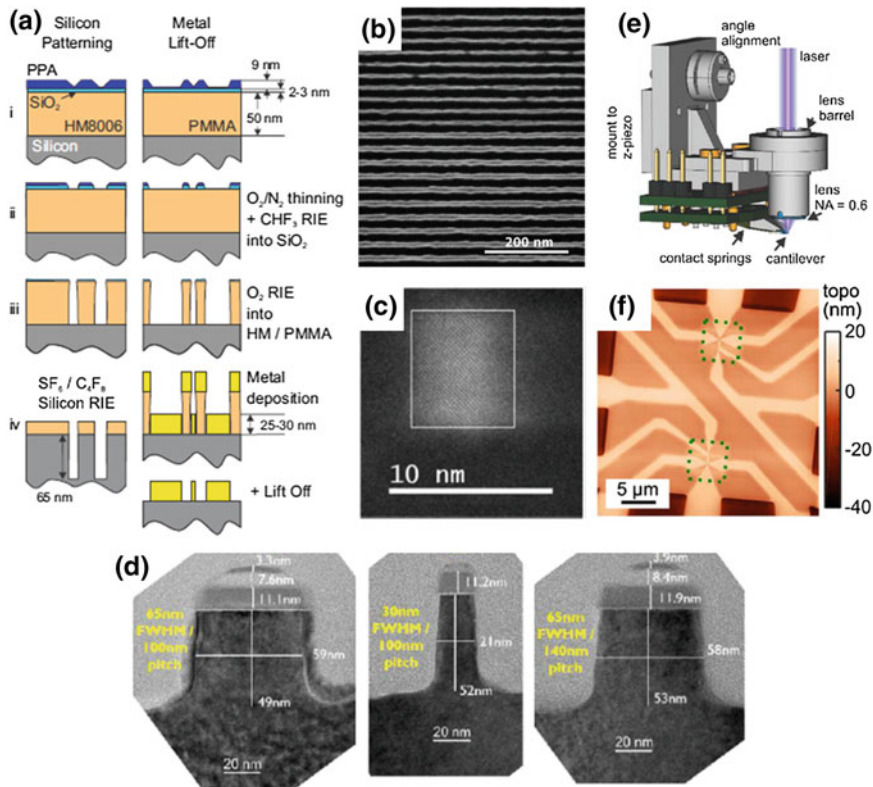 (a)
Silicon
Patterning
Metal
Lift-Off
PPA
9 nm
2-3 nm
SiO2
50 nm
i
HM8006
PMMA
Silicon
O2/N2 thinning
+ CHF3 RIE
into SiO2
O2 RIE
into
HM / PMMA
iii
SF6 / C4F8
Silicon RIE
Metal
deposition
iv
25-30 nm
65 nm
+ Lift Off
(b)
200 nm
(c)
10 nm
(e)
angle
alignment
laser
lens
barrel
mount to
z-piezo
lens
NA = 0.6
contact springs
cantilever
(f)
topo
(nm)
20
0
-20
-40
5 µm
(d)
3.3nm
7.6nm
11.1nm
65nm
FWHM /
100nm
pitch
59nm
49nm
20 nm
11.2nm
30nm
FWHM /
100nm
pitch
21nm
52nm
20 nm
3.9nm
8.4nm
11.9nm
65nm
FWHM /
140nm
pitch
58nm
53nm
20 nm